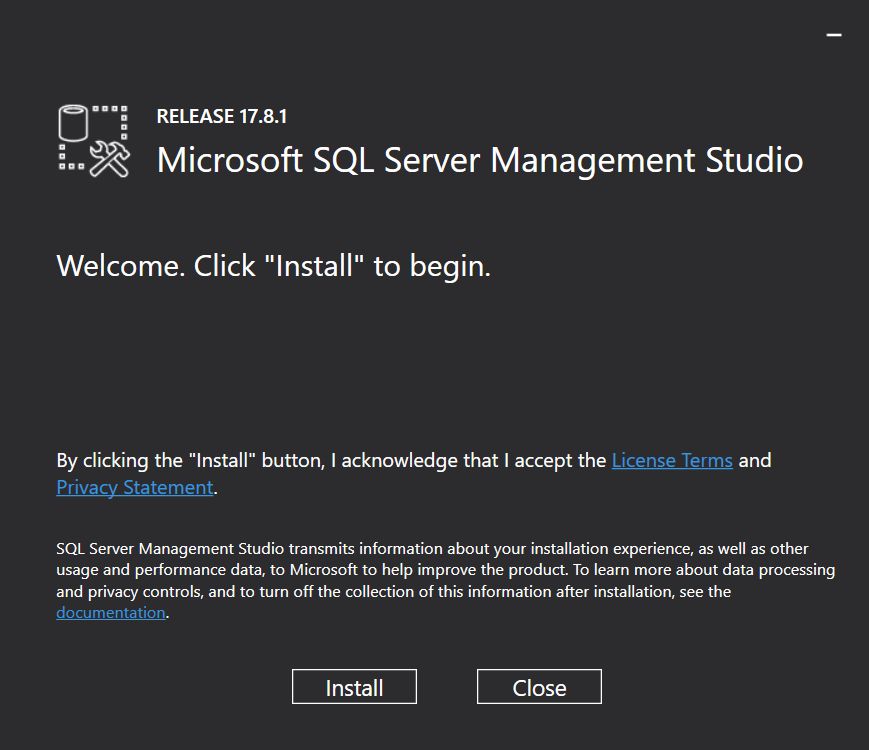 RELEASE 17.8.1
Microsoft SQL Server Management Studio
Welcome. Click "Install" to begin.
By clicking the "Install" button, I acknowledge that I accept the License Terms and
Privacy Statement.
SQL Server Management Studio transmits information about your installation experience, as well as other
usage and performance data, to Microsoft to help improve the product. To learn more about data processing
and privacy controls, and to turn off the collection of this information after installation, see the
documentation.
Install
Close